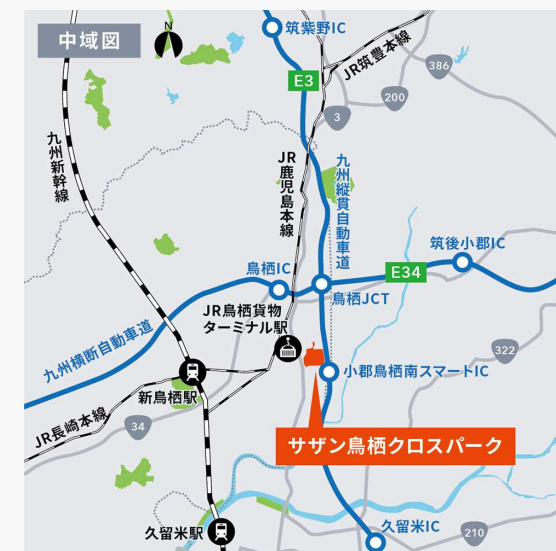 中域図
N
筑紫野IC
JR筑豊本線
386
E3
200
3
九州新幹線
JR鹿児島本線
九州縦貫自動車道
筑後小郡IC
鳥栖IC
E34
鳥栖JCT
JR鳥栖貨物
ターミナル駅
九州横断自動車道
322
新鳥栖駅
小郡鳥栖南スマートIC
JR長崎本線
34
サザン鳥栖クロスパーク
久留米駅
久留米IC
210